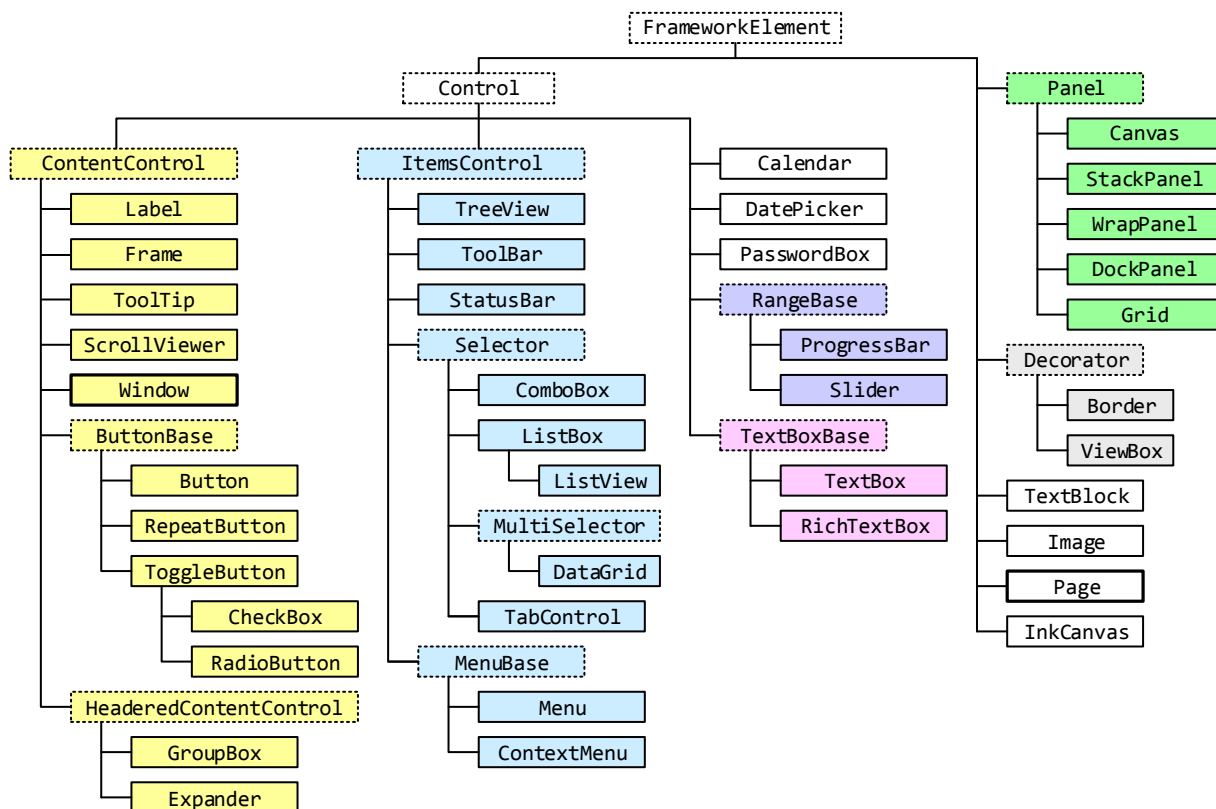 FrameworkElement
Control
ContentControl
Label
Frame
ToolTip
ScrollViewer
Window
ButtonBase
Button
RepeatButton
ToggleButton
CheckBox
RadioButton
HeaderedContentControl
GroupBox
Expander
ItemsControl
TreeView
ToolBar
StatusBar
Selector
ComboBox
ListBox
ListView
MultiSelector
DataGrid
TabControl
MenuBase
Menu
ContextMenu
Calendar
DatePicker
PasswordBox
RangeBase
ProgressBar
Slider
TextBoxBase
TextBox
RichTextBox
Panel
Canvas
StackPanel
WrapPanel
DockPanel
Grid
Decorator
Border
ViewBox
TextBlock
Image
Page
InkCanvas